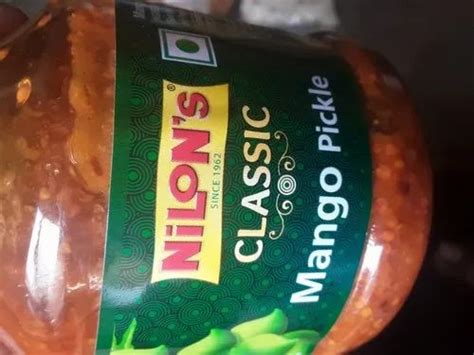 NiLON'S®
SINCE 1962
CLASSIC
Mango Pickle